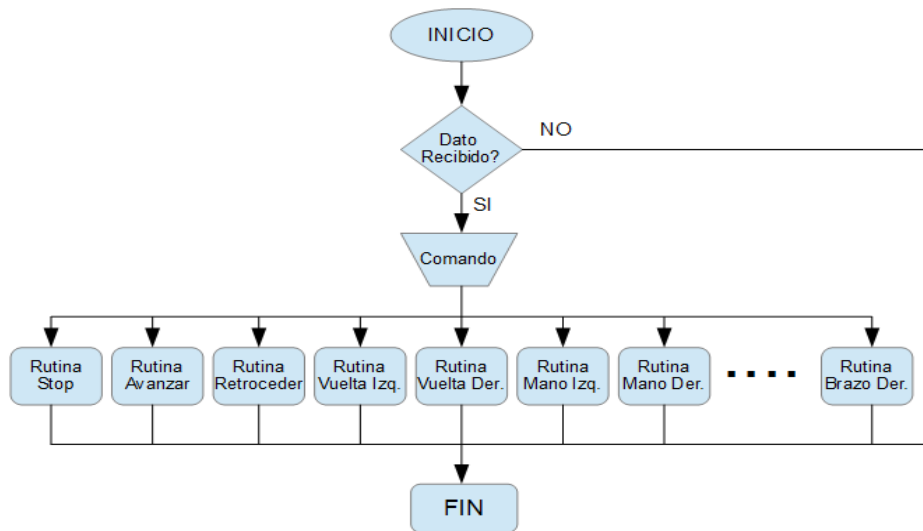 INICIO
Dato
Recibido?
NO
SI
Comando
Rutina
Stop
Rutina
Avanzar
Rutina
Retroceder
Rutina
Vuelta Izq.
Rutina
Vuelta Der.
Rutina
Mano Izq.
Rutina
Mano Der.
. . . .
Rutina
Brazo Der.
FIN